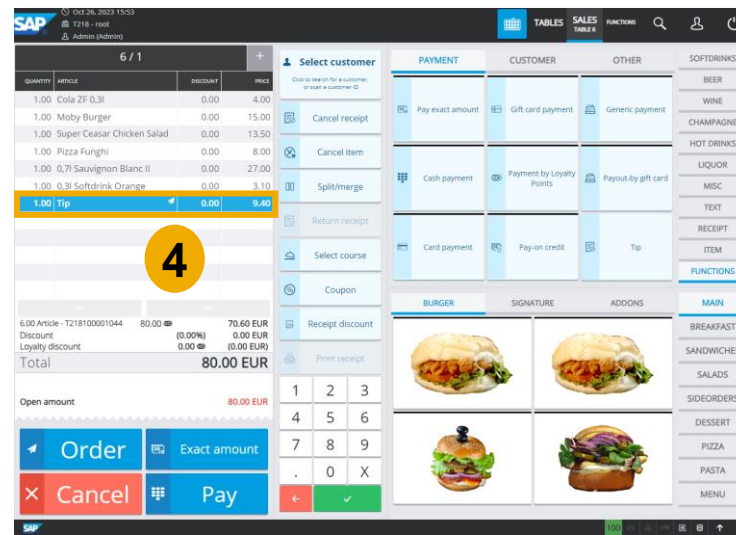 SAP
Oct 26, 2023 15:53
T218 - root
Admin (Admin)
TABLES
SALES
TABLE 6
FUNCTIONS
6 / 1
+
QUANTITY ARTICLE DISCOUNT PRICE
1.00 Cola ZF 0,3l 0.00 4.00
1.00 Moby Burger 0.00 15.00
1.00 Super Ceasar Chicken Salad 0.00 13.50
1.00 Pizza Funghi 0.00 8.00
1.00 0,7l Sauvignon Blanc II 0.00 27.00
1.00 0,3l Softdrink Orange 0.00 3.10
1.00 Tip 0.00 9.40
4
6.00 Article - T218100001044 80.00 70.60 EUR
Discount (0.00%) 0.00 EUR
Loyalty discount 0.00 (0.00 EUR)
Total 80.00 EUR
Open amount 80.00 EUR
Order
Exact amount
Cancel
Pay
Select customer
Click to search for a customer,
or scan a customer ID
Cancel receipt
Cancel item
Split/merge
Return receipt
Select course
Coupon
Receipt discount
Print receipt
1 2 3
4 5 6
7 8 9
. 0 X
PAYMENT CUSTOMER OTHER
Pay exact amount
Gift card payment
Generic payment
Cash payment
Payment by Loyalty
Points
Payout-by gift card
Card payment
Pay-on credit
Tip
BURGER SIGNATURE ADDONS
SOFTDRINKS
BEER
WINE
CHAMPAGNE
HOT DRINKS
LIQUOR
MISC
TEXT
RECEIPT
ITEM
FUNCTIONS
MAIN
BREAKFAST
SANDWICHES
SALADS
SIDEORDERS
DESSERT
PIZZA
PASTA
MENU
SAP
100